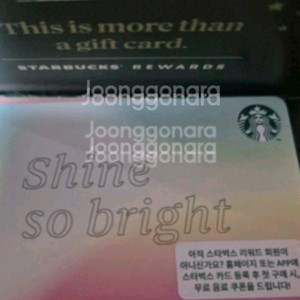 This is more than
a gift card.
STARBUCKS® REWARDS
Joonggonara
Joonggonara
Joonggonara
Shine
so bright
아직 스타벅스 리워드 회원이
아니신가요? 홈페이지 또는 APP에
스타벅스 카드 등록 후 첫 구매 시,
무료 음료 쿠폰을 드립니다!